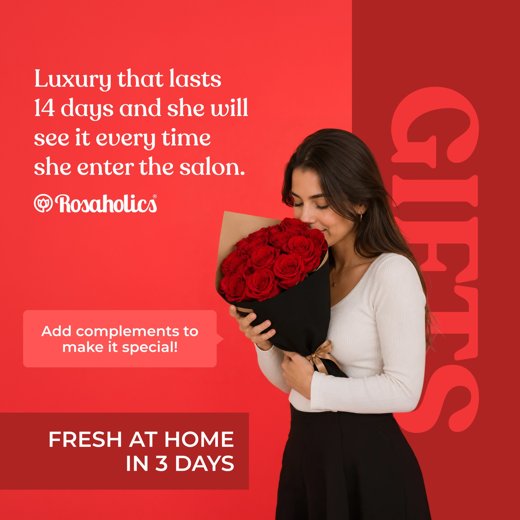 Luxury that lasts
14 days and she will
see it every time
she enter the salon.
Rosaholics®
GIFTS
Add complements to
make it special!
FRESH AT HOME
IN 3 DAYS